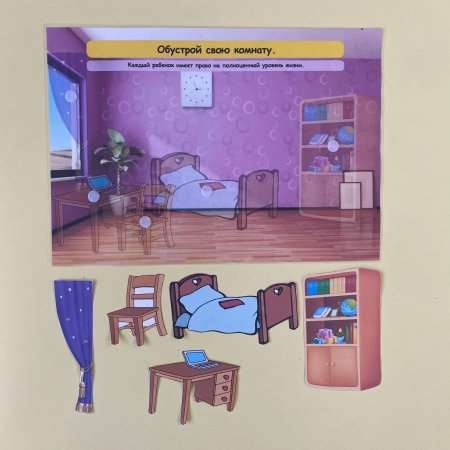 Обустрой свою комнату.
Каждый ребенок имеет право на полноценный уровень жизни.